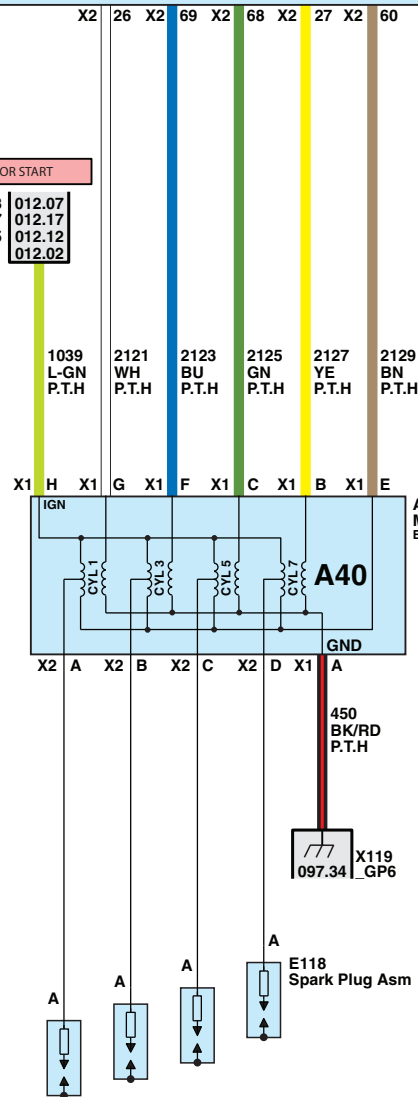 X2 26 X2 69 X2 68 X2 27 X2 60
OR START
012.07
012.17
012.12
012.02
1039 L-GN P.T.H
2121 WH P.T.H
2123 BU P.T.H
2125 GN P.T.H
2127 YE P.T.H
2129 BN P.T.H
X1 H X1 G X1 F X1 C X1 B X1 E
IGN
CYL 1 CYL 3 CYL 5 CYL 7 A40
GND
X2 A X2 B X2 C X2 D X1 A
450
BK/RD
P.T.H
X119
097.34 _GP6
A
E118
A Spark Plug Asm
A
A